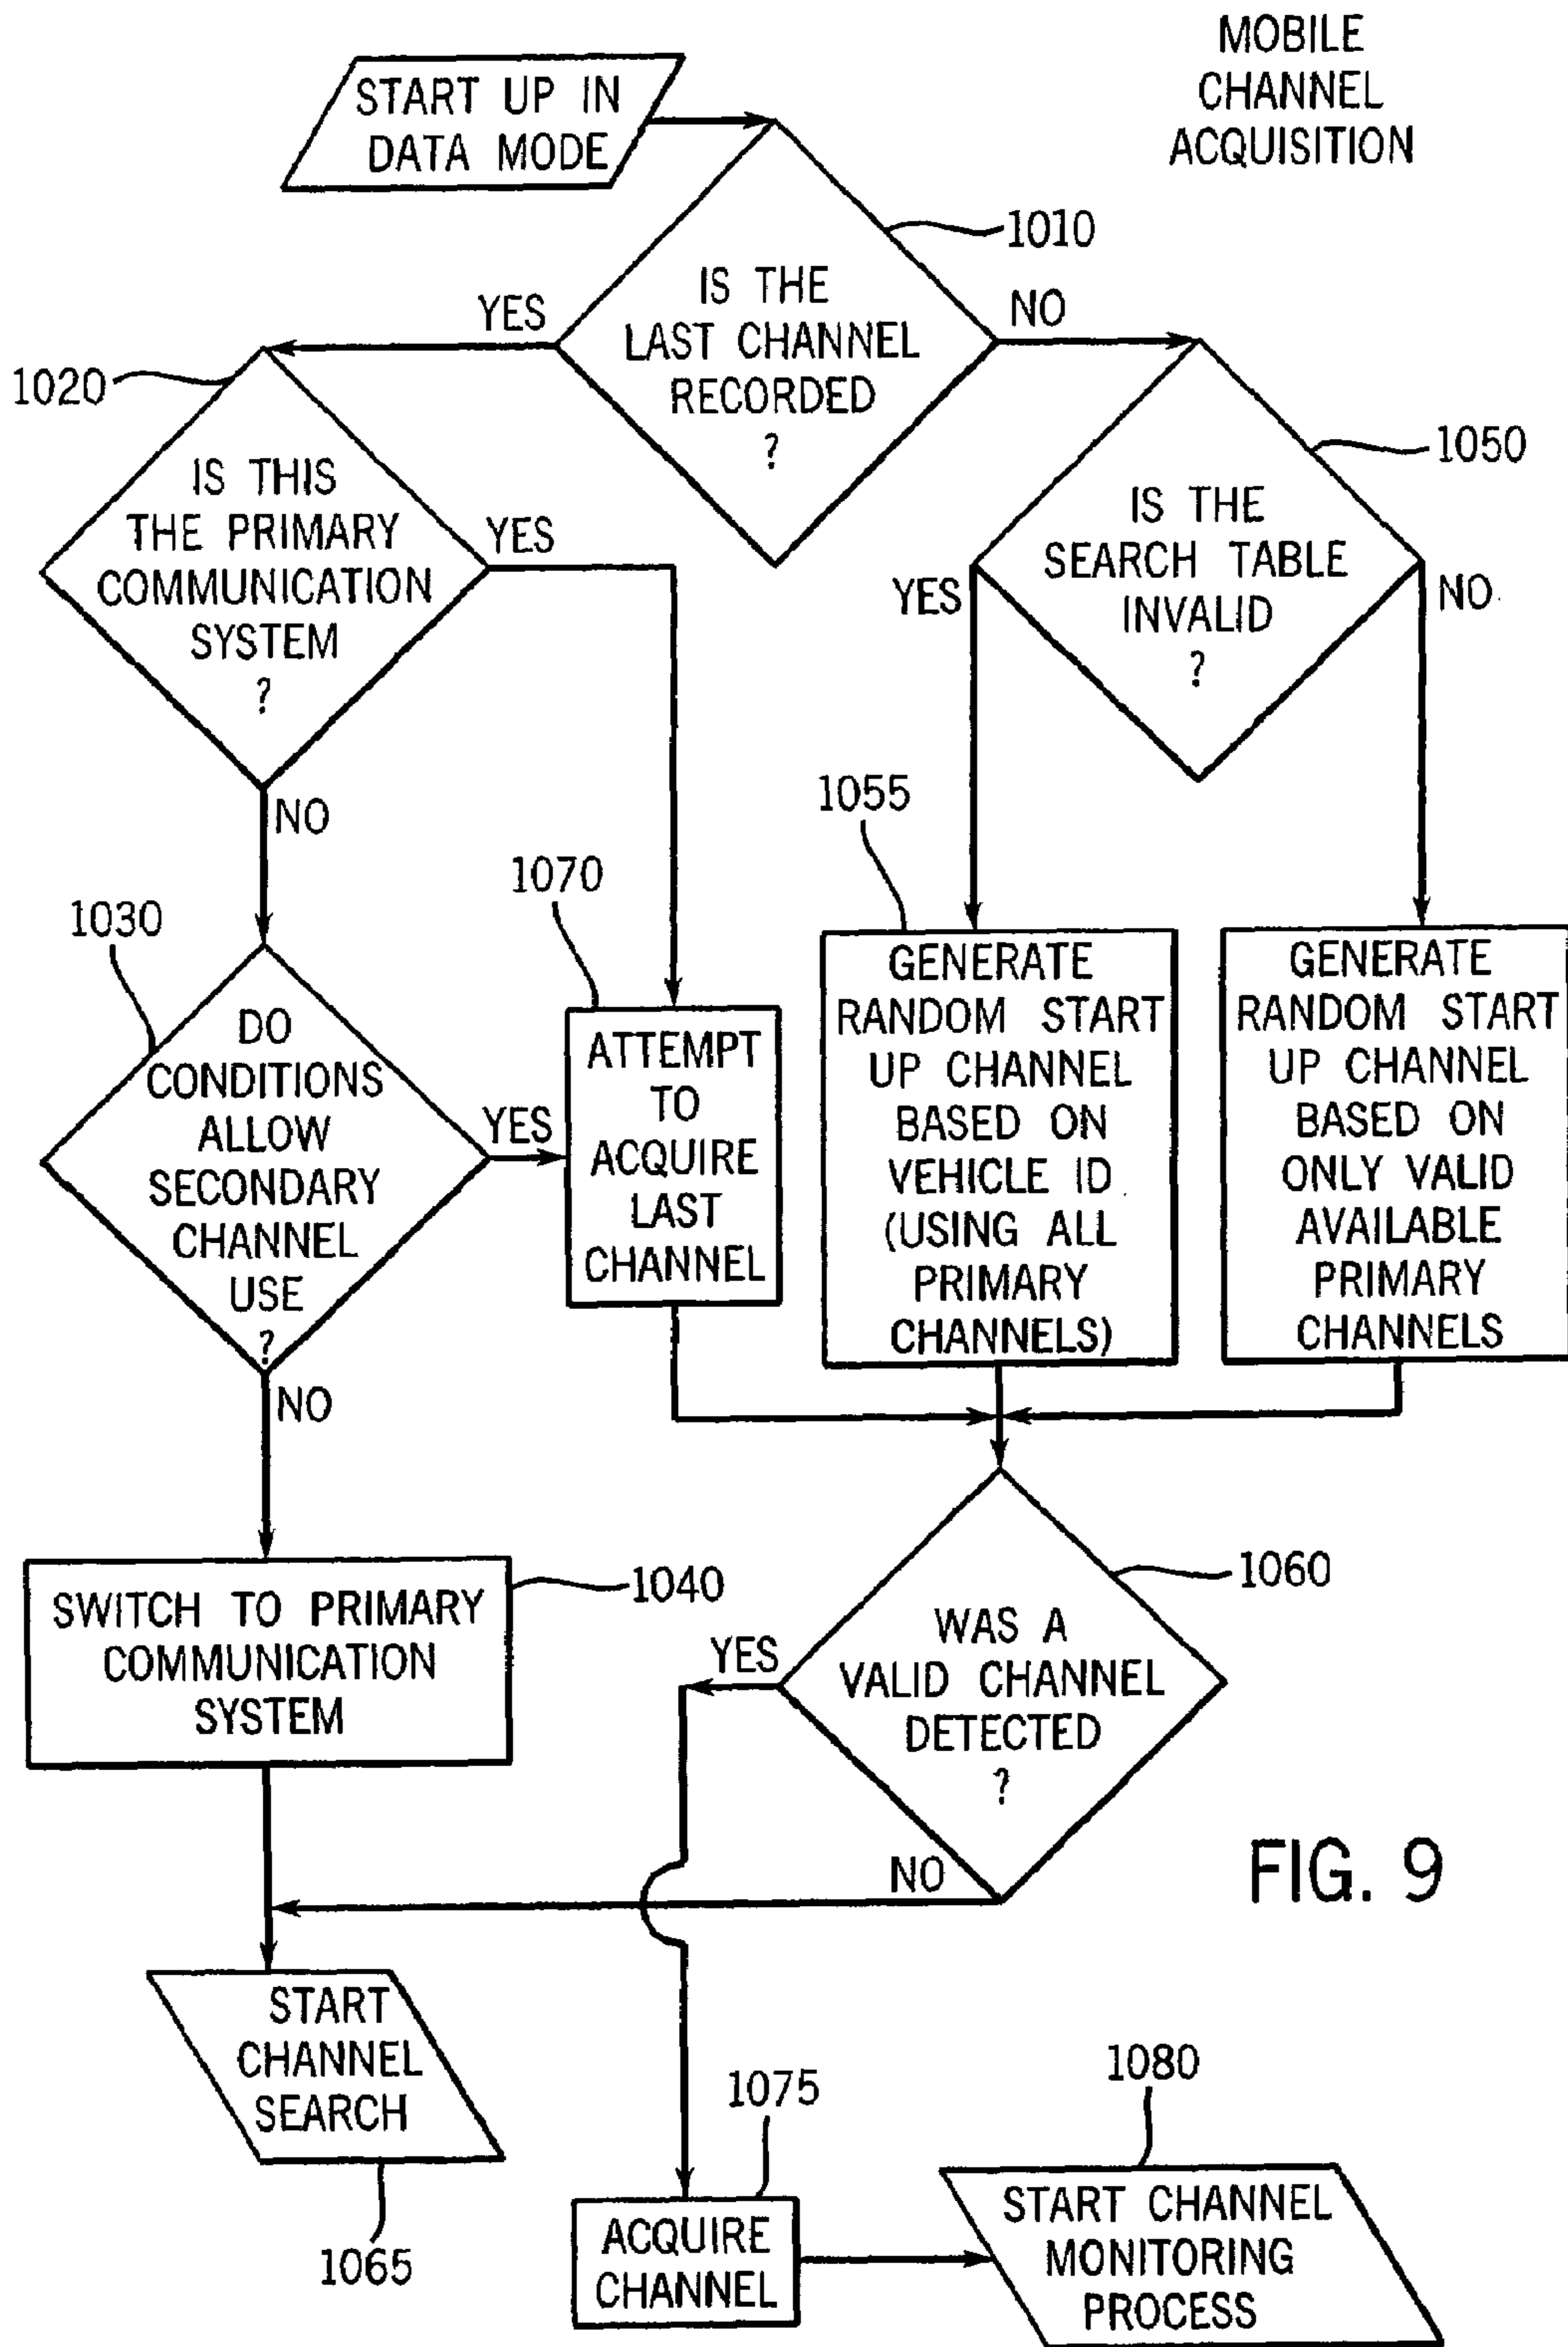 MOBILE
CHANNEL
ACQUISITION
START UP IN
DATA MODE
1010
IS THE
LAST CHANNEL
RECORDED
?
YES
NO
1020
IS THIS
THE PRIMARY
COMMUNICATION
SYSTEM
?
YES
NO
1050
IS THE
SEARCH TABLE
INVALID
?
YES
NO
1030
DO
CONDITIONS
ALLOW
SECONDARY
CHANNEL
USE
?
YES
NO
1070
ATTEMPT
TO
ACQUIRE
LAST
CHANNEL
1055
GENERATE
RANDOM START
UP CHANNEL
BASED ON
VEHICLE ID
(USING ALL
PRIMARY
CHANNELS)
GENERATE
RANDOM START
UP CHANNEL
BASED ON
ONLY VALID
AVAILABLE
PRIMARY
CHANNELS
SWITCH TO PRIMARY
COMMUNICATION
SYSTEM
1040
1060
WAS A
VALID CHANNEL
DETECTED
?
YES
NO
FIG. 9
START
CHANNEL
SEARCH
1065
1075
ACQUIRE
CHANNEL
1080
START CHANNEL
MONITORING
PROCESS